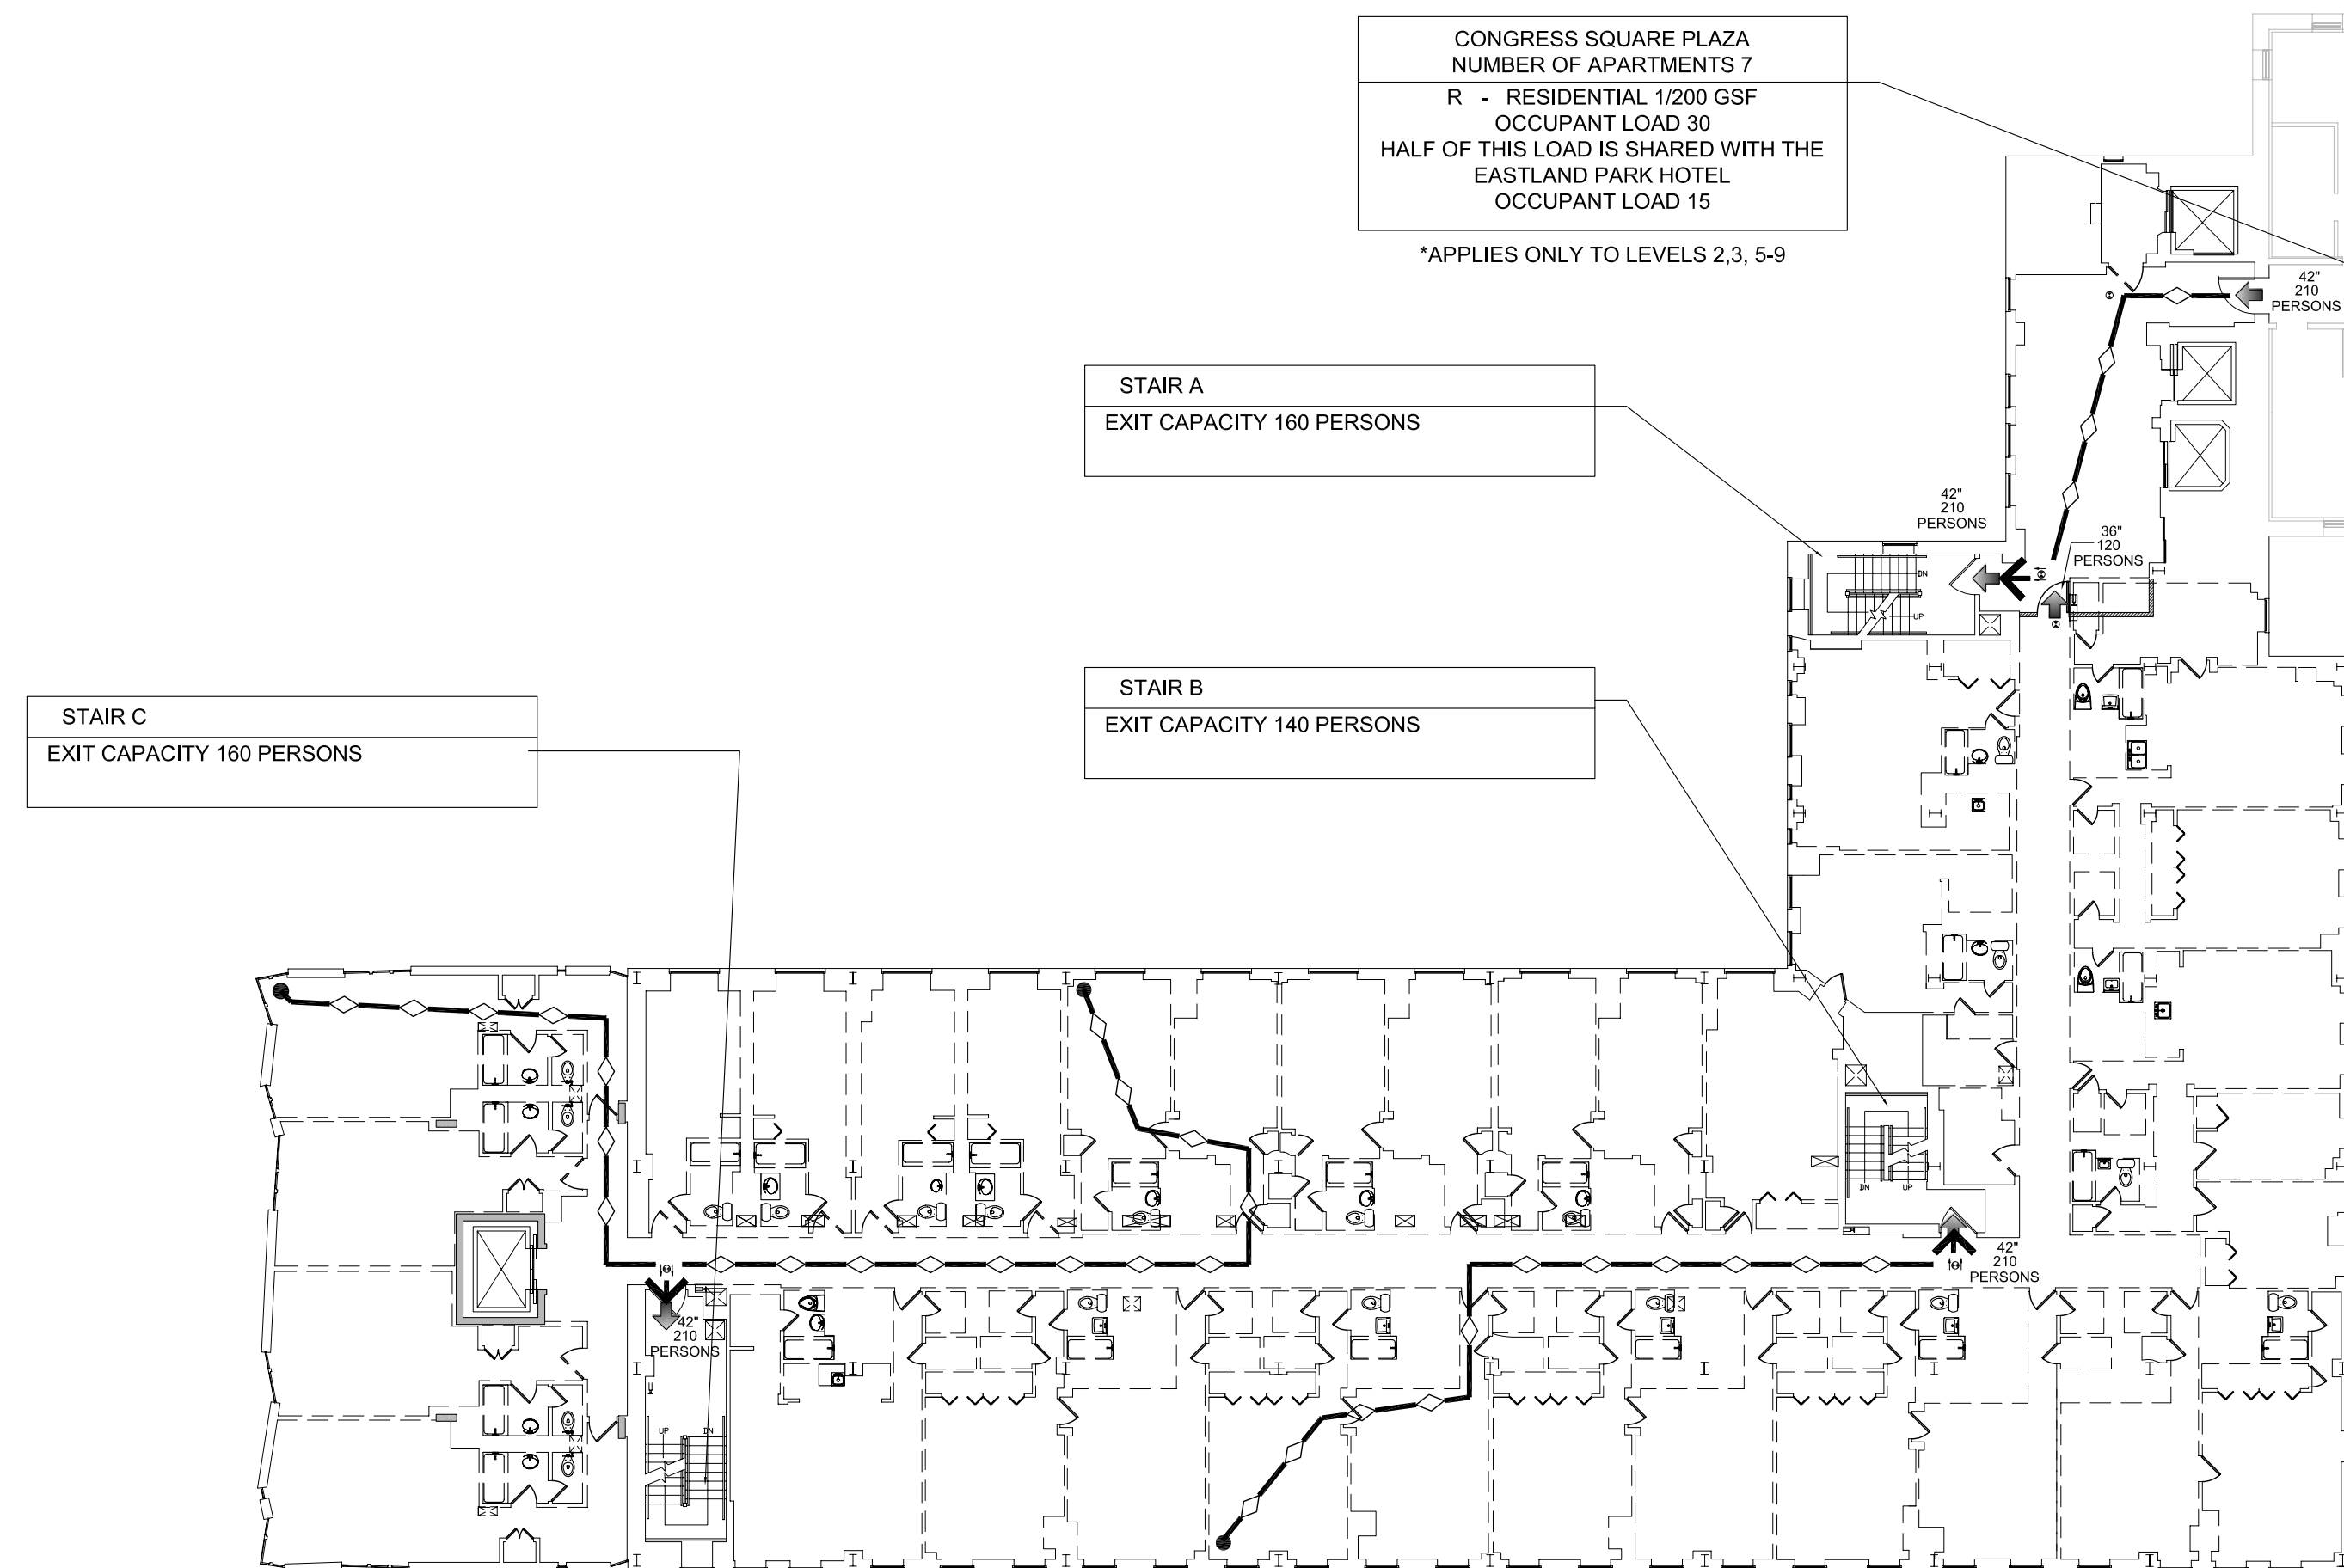 CONGRESS SQUARE PLAZA
NUMBER OF APARTMENTS 7
R - RESIDENTIAL 1/200 GSF
OCCUPANT LOAD 30
HALF OF THIS LOAD IS SHARED WITH THE
EASTLAND PARK HOTEL
OCCUPANT LOAD 15
*APPLIES ONLY TO LEVELS 2,3, 5-9
42"
210
PERSONS
STAIR A
EXIT CAPACITY 160 PERSONS
42"
210
PERSONS
36"
120
PERSONS
DN
UP
STAIR B
EXIT CAPACITY 140 PERSONS
STAIR C
EXIT CAPACITY 160 PERSONS
DN UP
42"
210
PERSONS
42"
210
PERSONS
UP DN